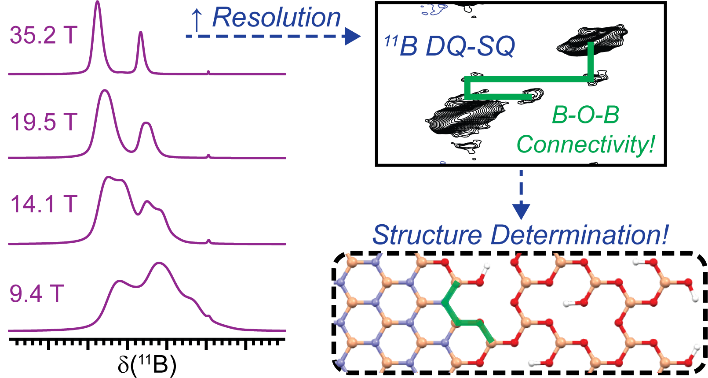 35.2 T
19.5 T
14.1 T
9.4 T
δ(¹¹B)
↑ Resolution
¹¹B DQ-SQ
B-O-B
Connectivity!
Structure Determination!